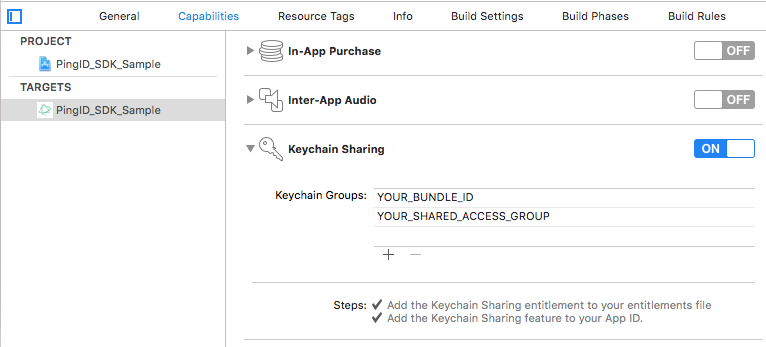 General Capabilities Resource Tags Info Build Settings Build Phases Build Rules
PROJECT
PingID_SDK_Sample
TARGETS
PingID_SDK_Sample
In-App Purchase OFF
Inter-App Audio OFF
Keychain Sharing ON
Keychain Groups: YOUR_BUNDLE_ID
YOUR_SHARED_ACCESS_GROUP
Steps: ✓ Add the Keychain Sharing entitlement to your entitlements file
✓ Add the Keychain Sharing feature to your App ID.